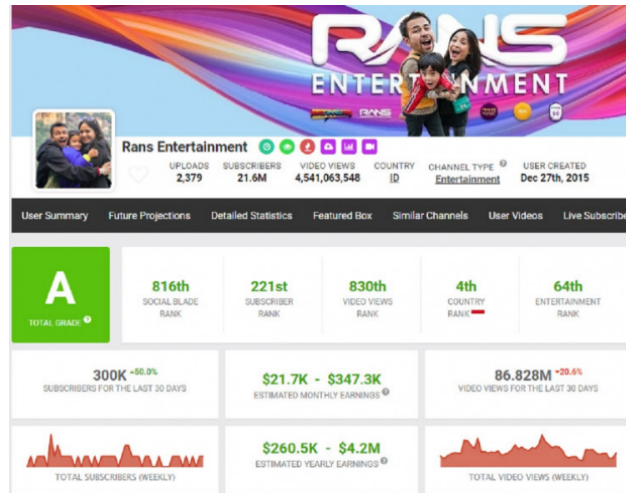 RANS
ENTERTAINMENT
RANS
Rans Entertainment
UPLOADS
2,379
SUBSCRIBERS
21.6M
VIDEO VIEWS
4,541,063,548
COUNTRY
ID
CHANNEL TYPE
Entertainment
USER CREATED
Dec 27th, 2015
User Summary Future Projections Detailed Statistics Featured Box Similar Channels User Videos Live Subscribe
A
TOTAL GRADE
816th
SOCIAL BLADE
RANK
221st
SUBSCRIBER
RANK
830th
VIDEO VIEWS
RANK
4th
COUNTRY
RANK
64th
ENTERTAINMENT
RANK
300K +50.0%
SUBSCRIBERS FOR THE LAST 30 DAYS
$21.7K - $347.3K
ESTIMATED MONTHLY EARNINGS
86.828M -20.6%
VIDEO VIEWS FOR THE LAST 30 DAYS
TOTAL SUBSCRIBERS (WEEKLY)
$260.5K - $4.2M
ESTIMATED YEARLY EARNINGS
TOTAL VIDEO VIEWS (WEEKLY)